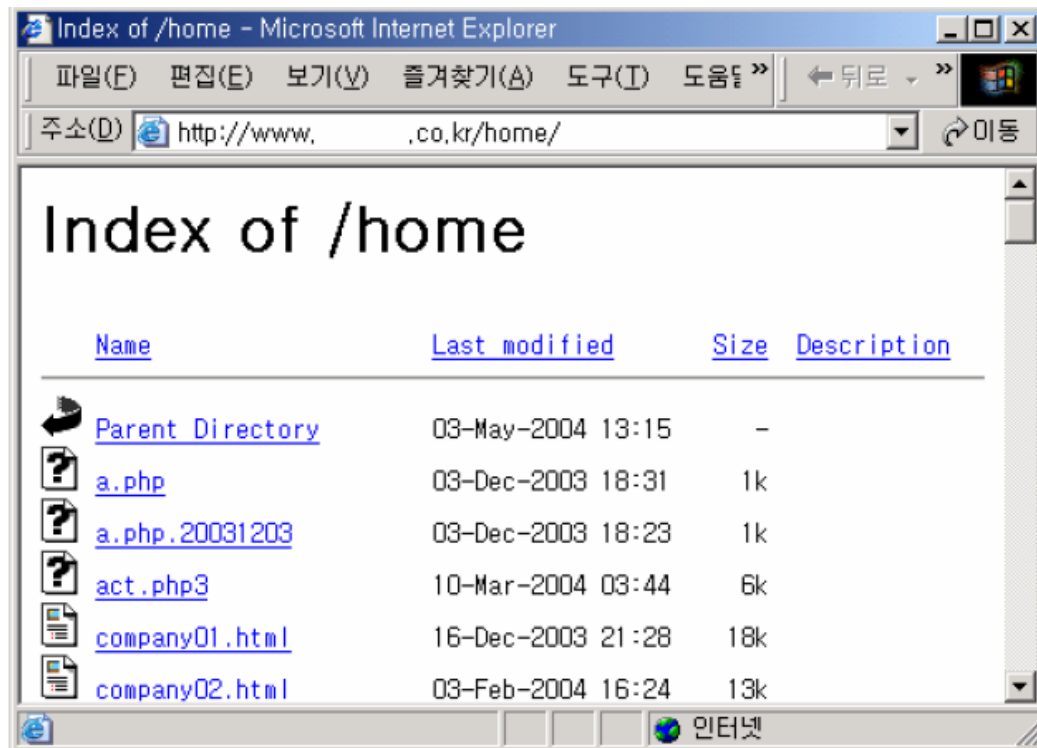 Index of /home - Microsoft Internet Explorer
파일(F) 편집(E) 보기(V) 즐겨찾기(A) 도구(T) » 뒤로 »
주소(D) http://www. .co.kr/home/ 이동
Index of /home
Name Last modified Size Description
Parent Directory 03-May-2004 13:15 -
a.php 03-Dec-2003 18:31 1k
a.php.20031203 03-Dec-2003 18:23 1k
act.php3 10-Mar-2004 03:44 6k
company01.html 16-Dec-2003 21:28 18k
company02.html 03-Feb-2004 16:24 13k
인터넷